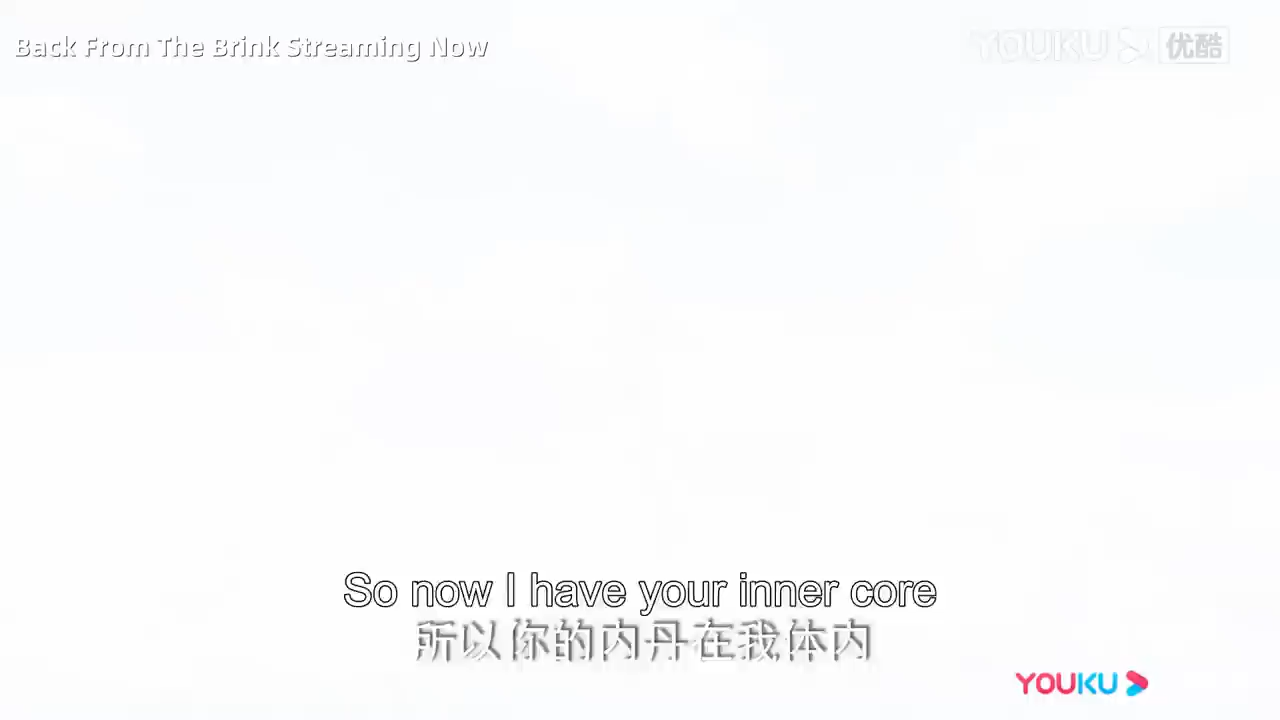 Back From The Brink Streaming Now
YOUKU 优酷
So now I have your inner core
所以你的内丹在我体内
YOUKU